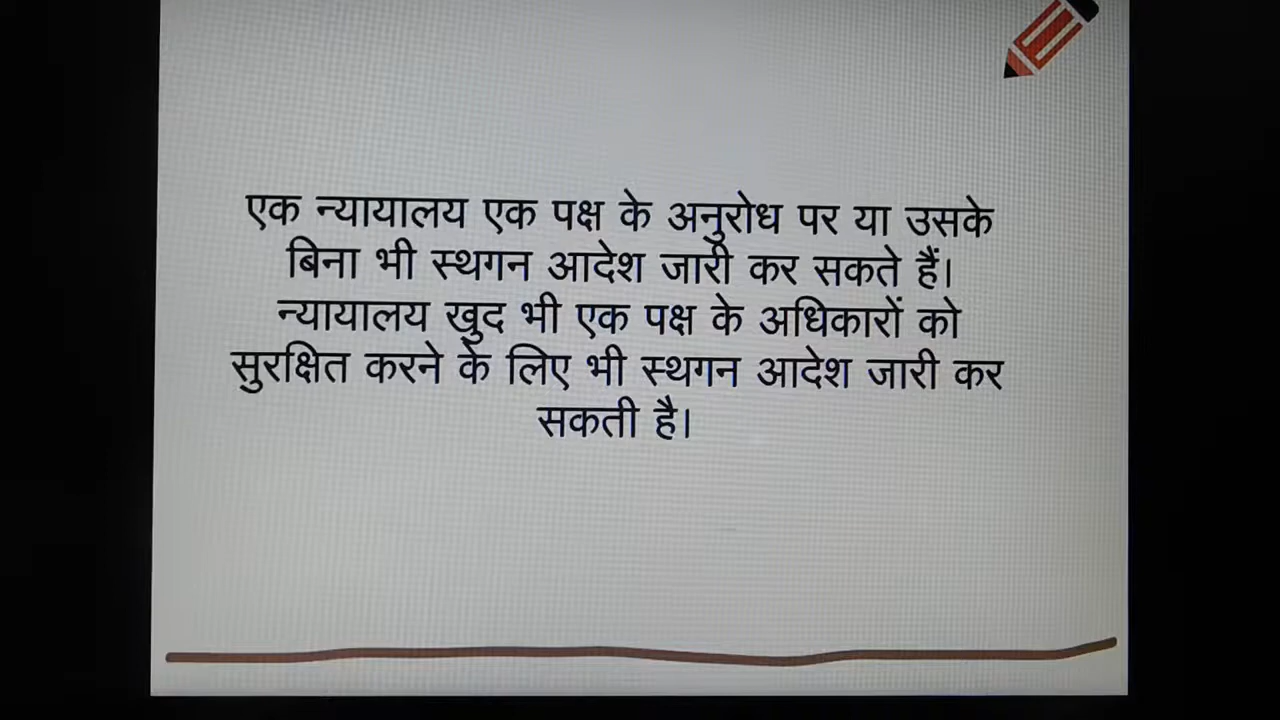 एक न्यायालय एक पक्ष के अनुरोध पर या उसके
बिना भी स्थगन आदेश जारी कर सकते हैं।
न्यायालय खुद भी एक पक्ष के अधिकारों को
सुरक्षित करने के लिए भी स्थगन आदेश जारी कर
सकती है।